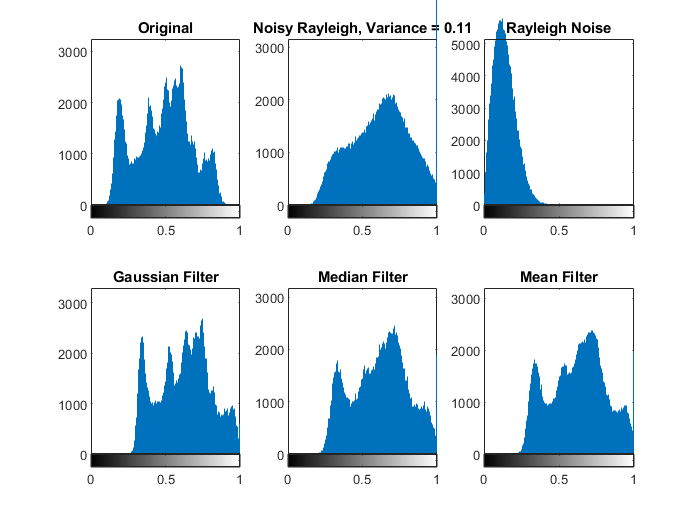 Original
3000
2000
1000
0
0 0.5 1
Noisy Rayleigh, Variance = 0.11
3000
2000
1000
0
0 0.5 1
Rayleigh Noise
5000
4000
3000
2000
1000
0
0 0.5 1
Gaussian Filter
3000
2000
1000
0
0 0.5 1
Median Filter
3000
2000
1000
0
0 0.5 1
Mean Filter
3000
2000
1000
0
0 0.5 1